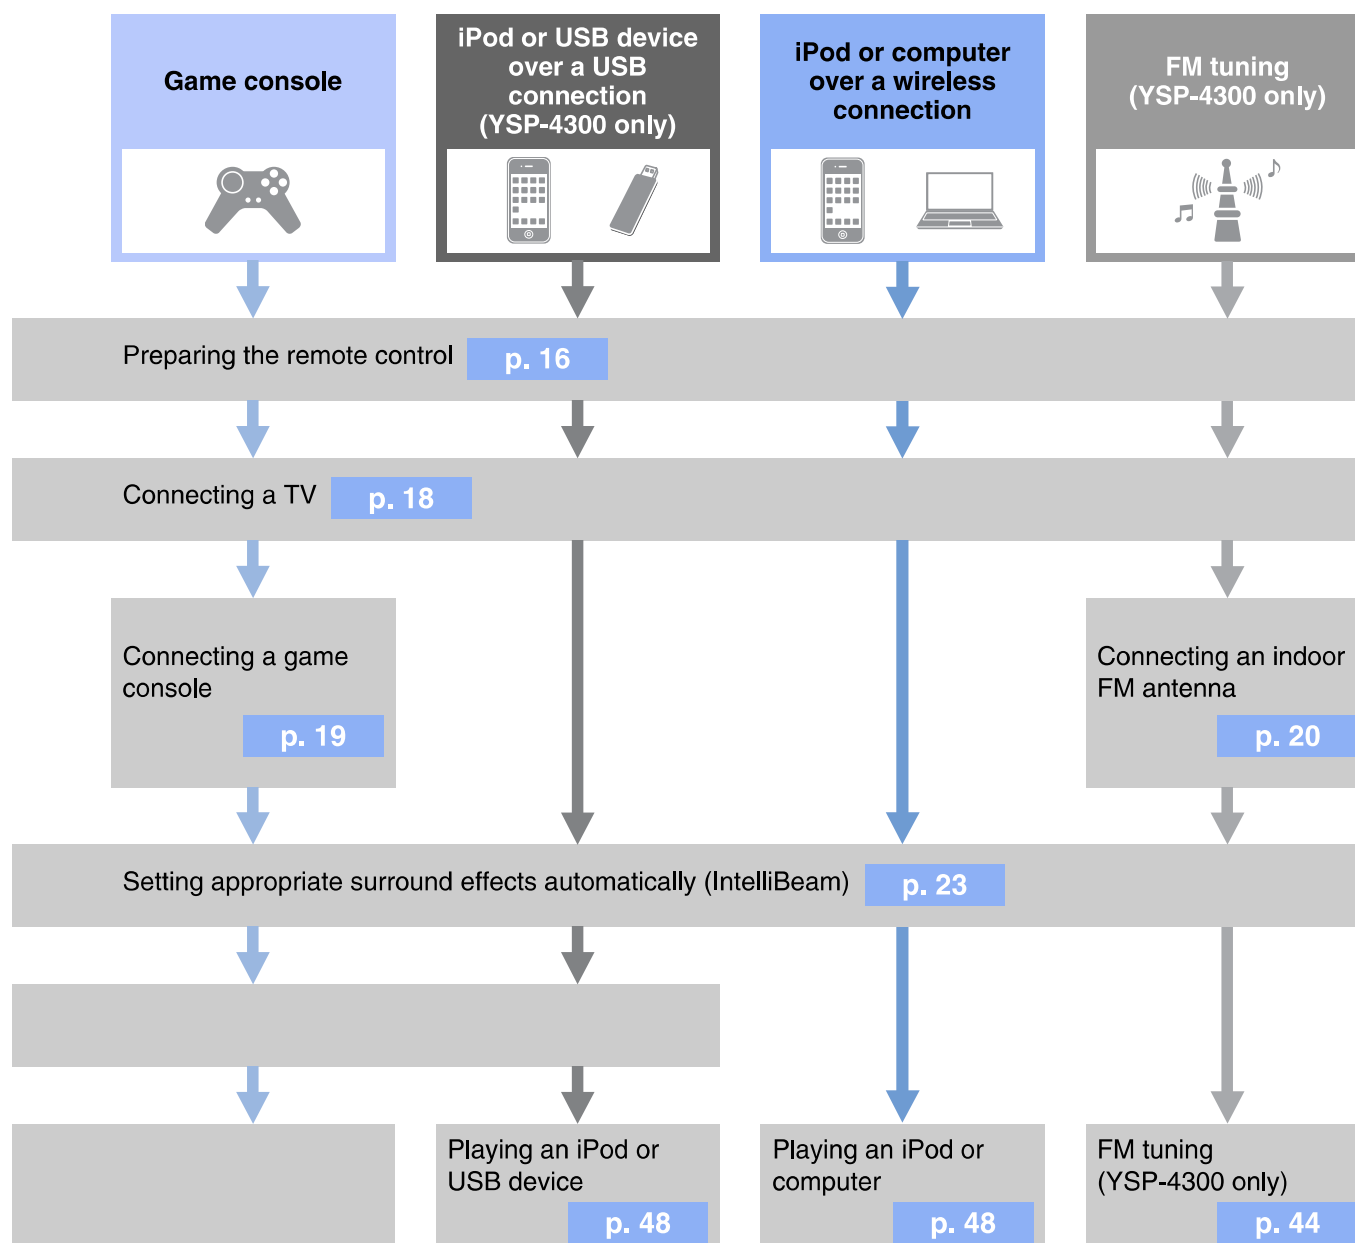 Game console
iPod or USB device
over a USB
connection
(YSP-4300 only)
iPod or computer
over a wireless
connection
FM tuning
(YSP-4300 only)
Preparing the remote control p. 16
Connecting a TV p. 18
Connecting a game
console
p. 19
Connecting an indoor
FM antenna
p. 20
Setting appropriate surround effects automatically (IntelliBeam) p. 23
Playing an iPod or
USB device
p. 48
Playing an iPod or
computer
p. 48
FM tuning
(YSP-4300 only)
p. 44